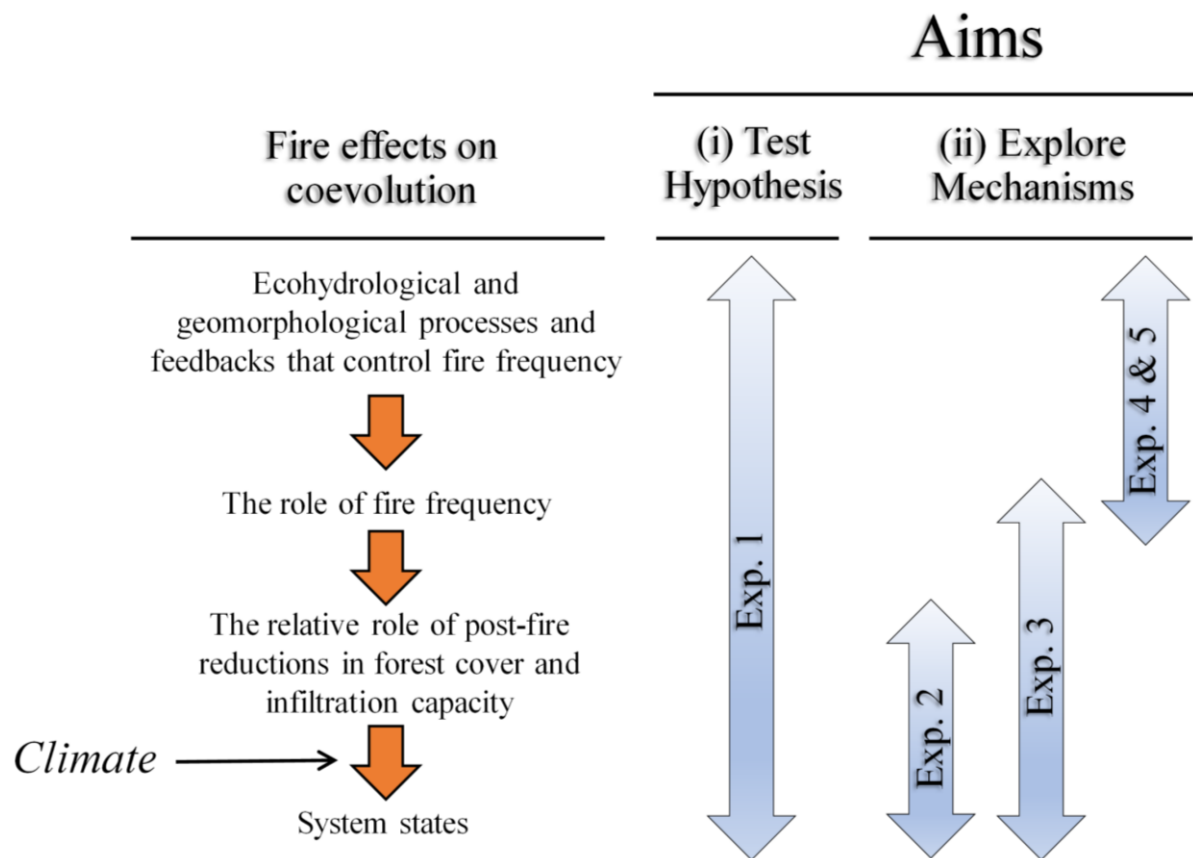 Aims
Fire effects on
coevolution
(i) Test
Hypothesis
(ii) Explore
Mechanisms
Ecohydrological and
geomorphological processes and
feedbacks that control fire frequency
The role of fire frequency
The relative role of post-fire
reductions in forest cover and
infiltration capacity
Climate
System states
Exp. 1
Exp. 2
Exp. 3
Exp. 4 & 5